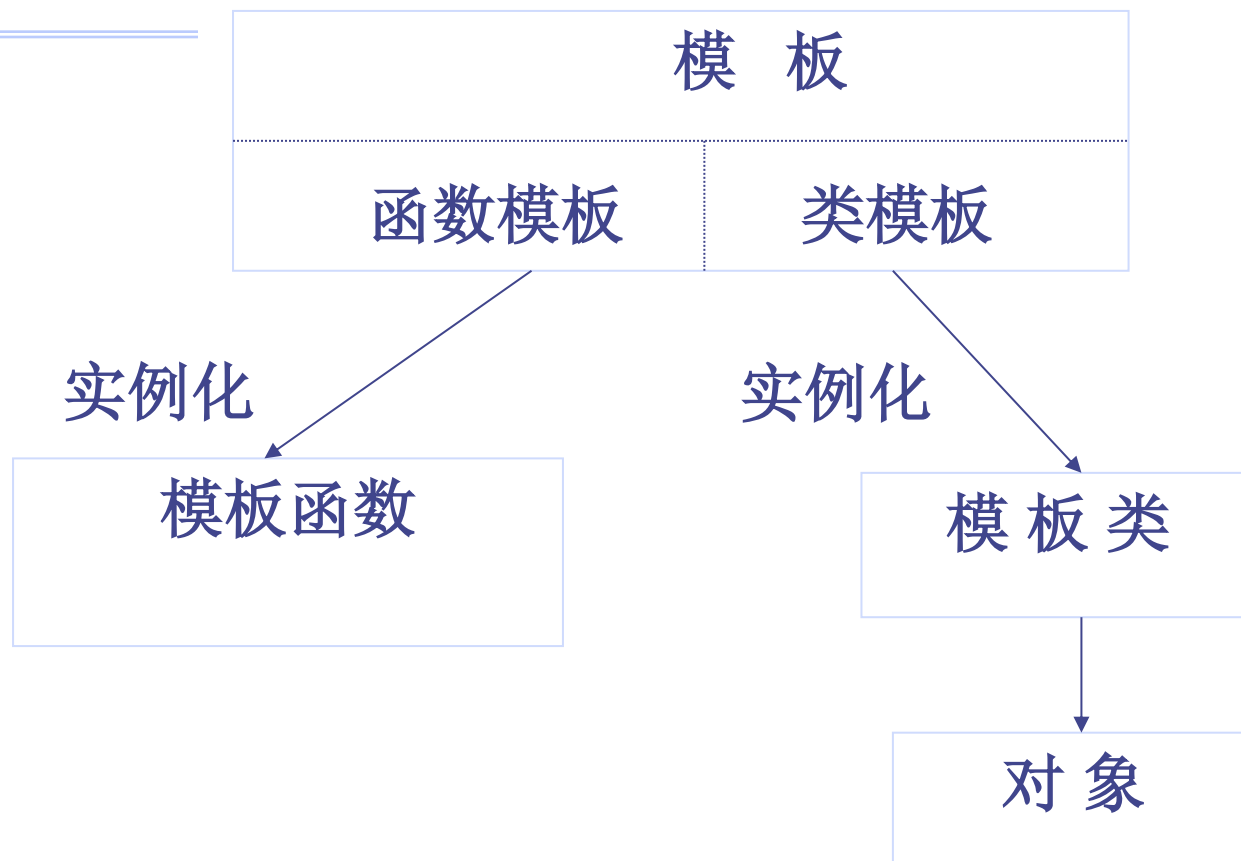 模 板
函数模板 类模板
实例化 实例化
模板函数
模 板 类
对 象